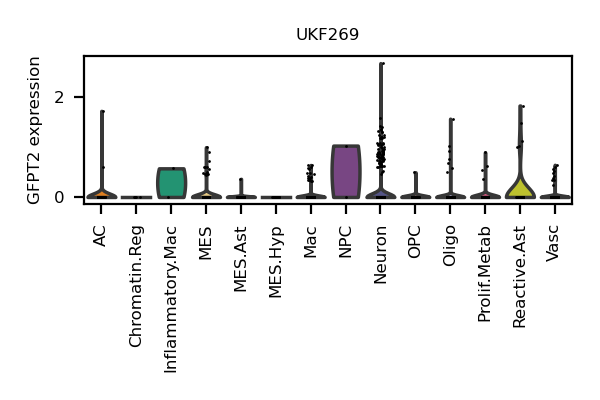 UKF269
GFPT2 expression
2
0
AC
Chromatin.Reg
Inflammatory.Mac
MES
MES.Ast
MES.Hyp
Mac
NPC
Neuron
OPC
Oligo
Prolif.Metab
Reactive.Ast
Vasc